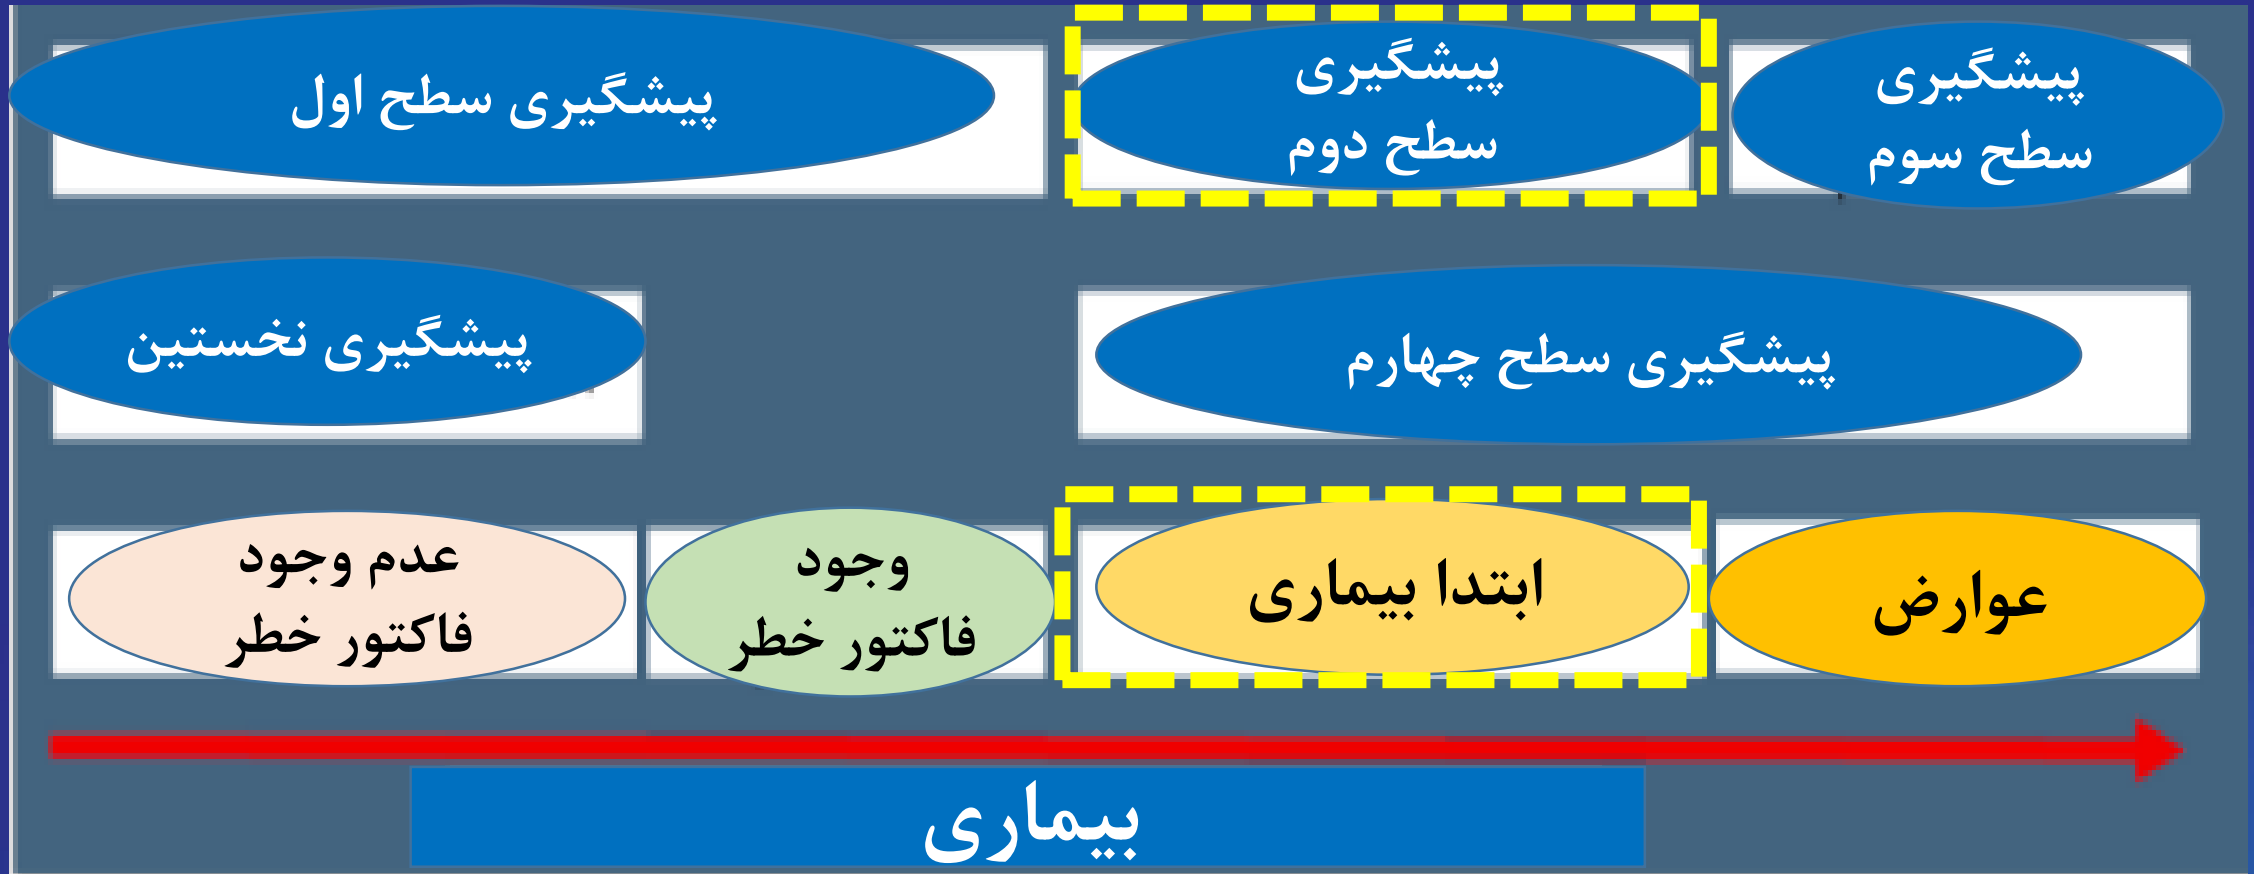 پیشگیری سطح اول
پیشگیری
سطح دوم
پیشگیری
سطح سوم
پیشگیری نخستین
پیشگیری سطح چهارم
عدم وجود
فاکتور خطر
وجود
فاکتور خطر
ابتدا بیماری
عوارض
بیماری